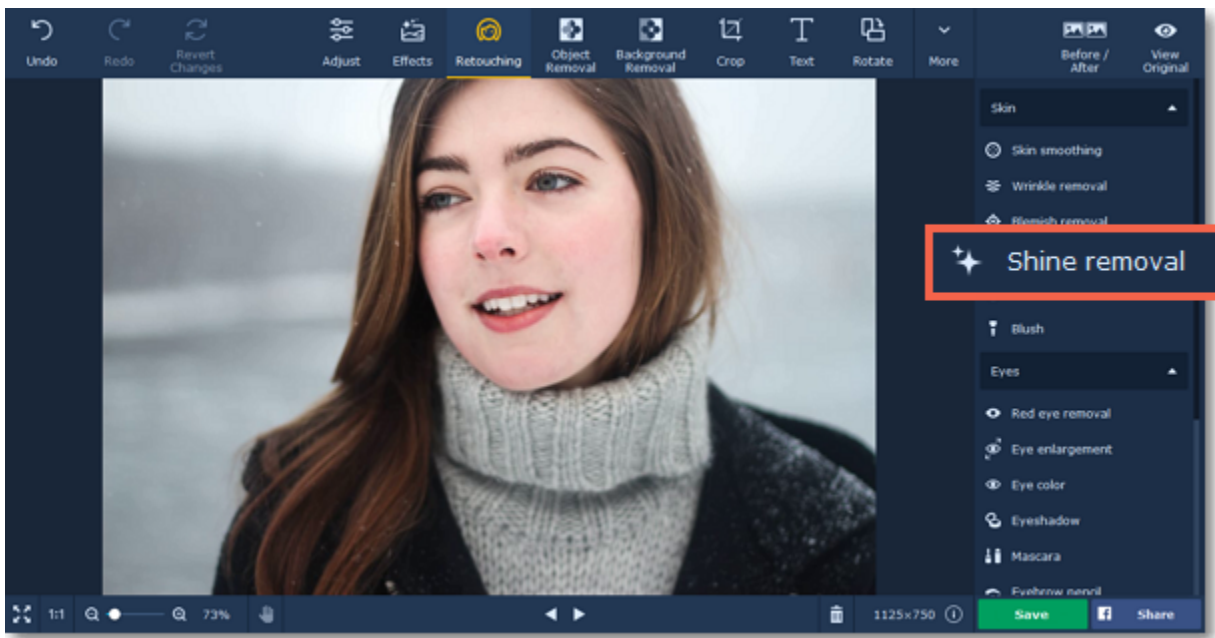 Undo
Redo
Revert
Changes
Adjust
Effects
Retouching
Object
Removal
Background
Removal
Crop
Text
Rotate
More
Before /
After
View
Original
Skin
Skin smoothing
Wrinkle removal
Blemish removal
Shine removal
Blush
Eyes
Red eye removal
Eye enlargement
Eye color
Eyeshadow
Mascara
Eyebrow pencil
1:1
73%
1125×750
Save
Share